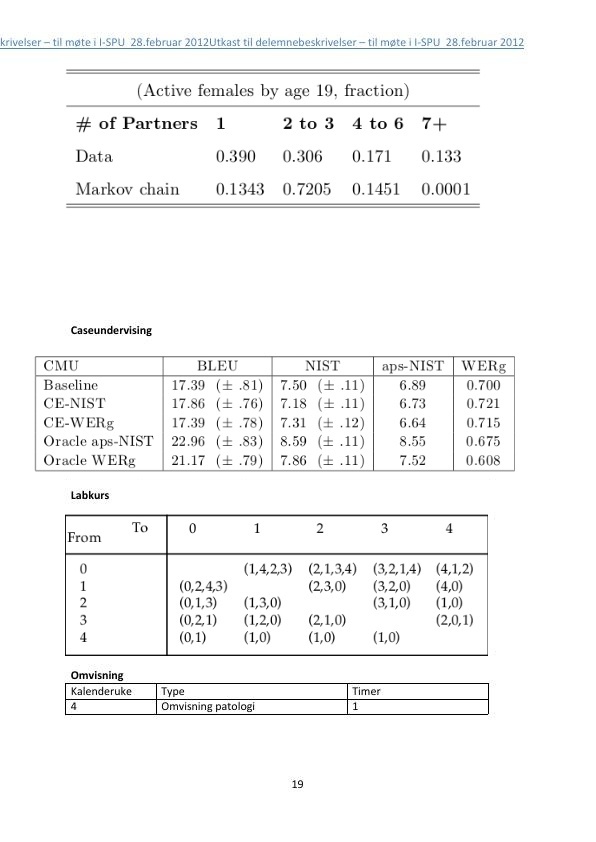 krivelser – til møte i I-SPU 28.februar 2012Utkast til delemnebeskrivelser – til møte i I-SPU 28.februar 2012
(Active females by age 19, fraction)
# of Partners 1 2 to 3 4 to 6 7+
Data 0.390 0.306 0.171 0.133
Markov chain 0.1343 0.7205 0.1451 0.0001
Caseundervising
CMU BLEU NIST aps-NIST WERg
Baseline 17.39 (± .81) 7.50 (± .11) 6.89 0.700
CE-NIST 17.86 (± .76) 7.18 (± .11) 6.73 0.721
CE-WERg 17.39 (± .78) 7.31 (± .12) 6.64 0.715
Oracle aps-NIST 22.96 (± .83) 8.59 (± .11) 8.55 0.675
Oracle WERg 21.17 (± .79) 7.86 (± .11) 7.52 0.608
Labkurs
To 0 1 2 3 4
From
0 (1,4,2,3) (2,1,3,4) (3,2,1,4) (4,1,2)
1 (0,2,4,3) (2,3,0) (3,2,0) (4,0)
2 (0,1,3) (1,3,0) (3,1,0) (1,0)
3 (0,2,1) (1,2,0) (2,1,0) (2,0,1)
4 (0,1) (1,0) (1,0) (1,0)
Omvisning
Kalenderuke Type Timer
4 Omvisning patologi 1
19